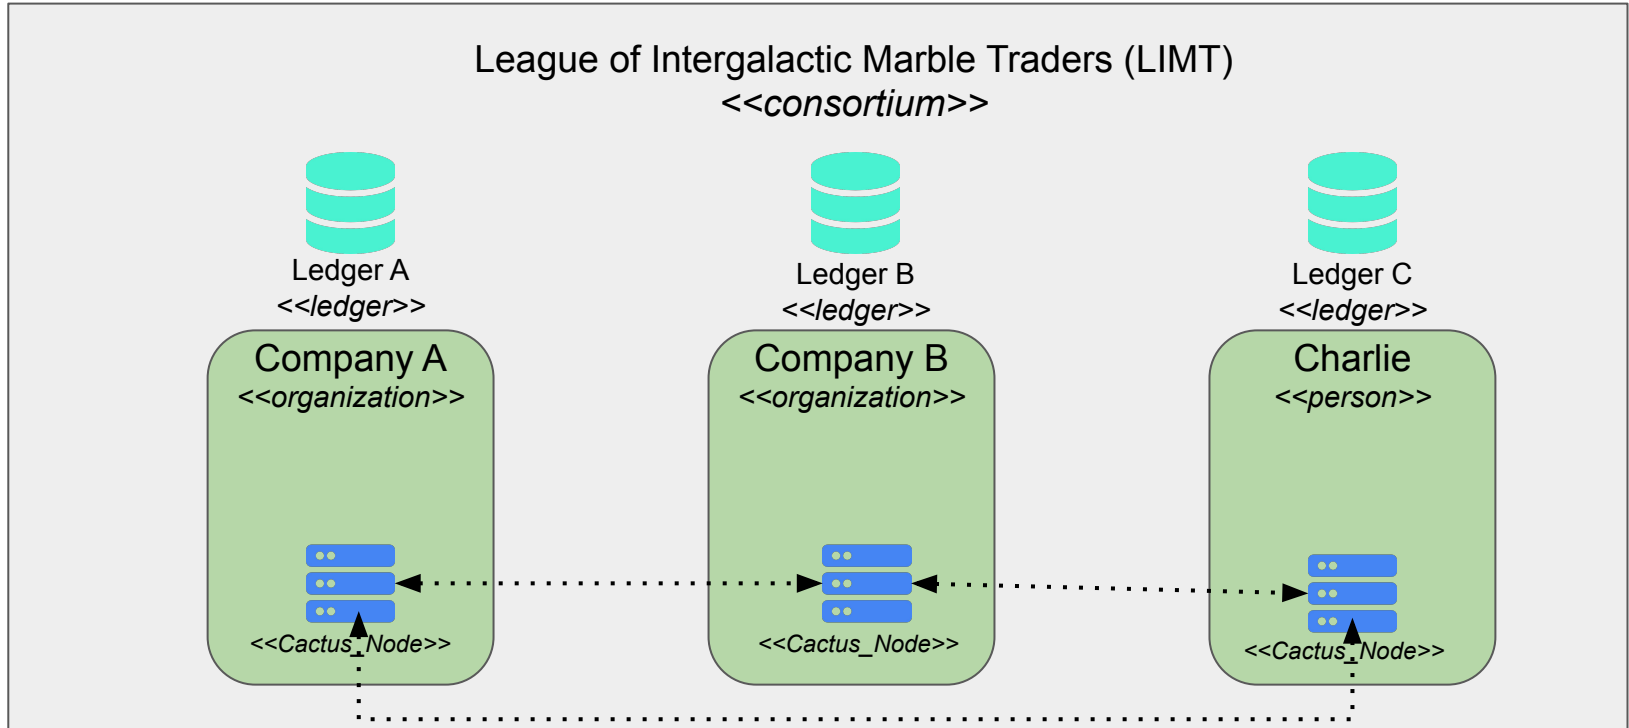 League of Intergalactic Marble Traders (LIMT)
<<consortium>>
Ledger A
<<ledger>>
Ledger B
<<ledger>>
Ledger C
<<ledger>>
Company A
<<organization>>
Company B
<<organization>>
Charlie
<<person>>
<<Cactus_Node>>
<<Cactus_Node>>
<<Cactus_Node>>